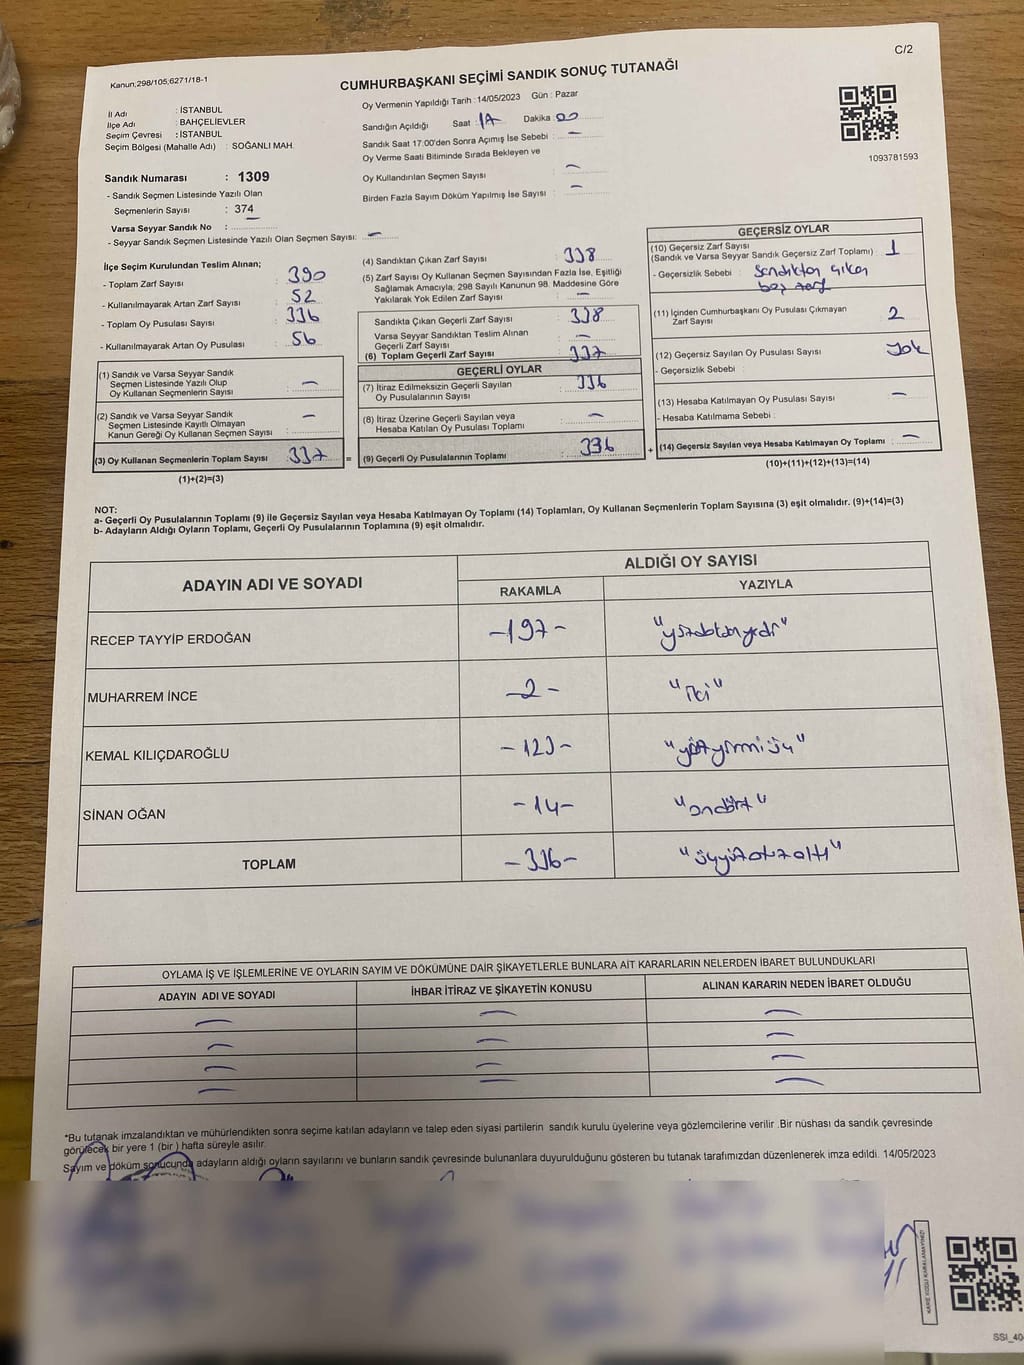 C/2
Kanun;298/105;6271/18-1
CUMHURBAŞKANI SEÇİMİ SANDIK SONUÇ TUTANAĞI
Oy Vermenin Yapıldığı Tarih : 14/05/2023 Gün : Pazar
İl Adı : İSTANBUL
İlçe Adı : BAHÇELİEVLER
Seçim Çevresi : İSTANBUL
Seçim Bölgesi (Mahalle Adı) : SOĞANLI MAH.
Sandığın Açıldığı Saat : 17 Dakika : 00
Sandık Saat 17:00'den Sonra Açımış İse Sebebi : —
Oy Verme Saati Bitiminde Sırada Bekleyen ve
Oy Kullandırılan Seçmen Sayısı : —
Birden Fazla Sayım Döküm Yapılmış İse Sayısı : —
1093781593
Sandık Numarası : 1309
- Sandık Seçmen Listesinde Yazılı Olan
Seçmenlerin Sayısı : 374
Varsa Seyyar Sandık No : —
- Seyyar Sandık Seçmen Listesinde Yazılı Olan Seçmen Sayısı: —
İlçe Seçim Kurulundan Teslim Alınan;
- Toplam Zarf Sayısı : 390
- Kullanılmayarak Artan Zarf Sayısı : 52
- Toplam Oy Pusulası Sayısı : 336
- Kullanılmayarak Artan Oy Pusulası : 56
(1) Sandık ve Varsa Seyyar Sandık
Seçmen Listesinde Yazılı Olup
Oy Kullanan Seçmenlerin Sayısı : —
(2) Sandık ve Varsa Seyyar Sandık
Seçmen Listesinde Kayıtlı Olmayan
Kanun Gereği Oy Kullanan Seçmen Sayısı : —
(3) Oy Kullanan Seçmenlerin Toplam Sayısı : 337 =
(1)+(2)=(3)
(4) Sandıktan Çıkan Zarf Sayısı : 338
(5) Zarf Sayısı Oy Kullanan Seçmen Sayısından Fazla İse, Eşitliği
Sağlamak Amacıyla, 298 Sayılı Kanunun 98. Maddesine Göre
Yakılarak Yok Edilen Zarf Sayısı : —
Sandıkta Çıkan Geçerli Zarf Sayısı : 338
Varsa Seyyar Sandıktan Teslim Alınan
Geçerli Zarf Sayısı : —
(6) Toplam Geçerli Zarf Sayısı : 337
GEÇERLİ OYLAR
(7) İtiraz Edilmeksizin Geçerli Sayılan
Oy Pusulasının Sayısı : 336
(8) İtiraz Üzerine Geçerli Sayılan veya
Hesaba Katılan Oy Pusulası Toplamı : —
(9) Geçerli Oy Pusulalarının Toplamı : 336 +
GEÇERSİZ OYLAR
(10) Geçersiz Zarf Sayısı
(Sandık ve Varsa Seyyar Sandık Geçersiz Zarf Toplamı) : 1
- Geçersizlik Sebebi : Sandıktan çıkan
boş zarf
(11) İçinden Cumhurbaşkanı Oy Pusulası Çıkmayan
Zarf Sayısı : 2
(12) Geçersiz Sayılan Oy Pusulası Sayısı : Yok
- Geçersizlik Sebebi :
(13) Hesaba Katılmayan Oy Pusulası Sayısı : —
- Hesaba Katılmama Sebebi :
(14) Geçersiz Sayılan veya Hesaba Katılmayan Oy Toplamı : —
(10)+(11)+(12)+(13)=(14)
NOT:
a- Geçerli Oy Pusulalarının Toplamı (9) ile Geçersiz Sayılan veya Hesaba Katılmayan Oy Toplamı (14) Toplamları, Oy Kullanan Seçmenlerin Toplam Sayısına (3) eşit olmalıdır. (9)+(14)=(3)
b- Adayların Aldığı Oyların Toplamı, Geçerli Oy Pusulalarının Toplamına (9) eşit olmalıdır.
ADAYIN ADI VE SOYADI ALDIĞI OY SAYISI
RAKAMLA YAZIYLA
RECEP TAYYİP ERDOĞAN -197- "yüzdoksanyedi"
MUHARREM İNCE -2- "iki"
KEMAL KILIÇDAROĞLU -123- "yüzyirmiüç"
SİNAN OĞAN -14- "ondört"
TOPLAM -336- "üçyüzotuzaltı"
OYLAMA İŞ VE İŞLEMLERİNE VE OYLARIN SAYIM VE DÖKÜMÜNE DAİR ŞİKAYETLERLE BUNLARA AİT KARARLARIN NELERDEN İBARET BULUNDUKLARI
ADAYIN ADI VE SOYADI İHBAR İTİRAZ VE ŞİKAYETİN KONUSU ALINAN KARARIN NEDEN İBARET OLDUĞU
— — —
— — —
— — —
— — —
*Bu tutanak imzalandıktan ve mühürlendikten sonra seçime katılan adayların ve talep eden siyasi partilerin sandık kurulu üyelerine veya gözlemcilerine verilir .Bir nüshası da sandık çevresinde
görülecek bir yere 1 (bir ) hafta süreyle asılır.
Sayım ve döküm sonucunda adayların aldığı oyların sayılarını ve bunların sandık çevresinde bulunanlara duyurulduğunu gösteren bu tutanak tarafımızdan düzenlenerek imza edildi. 14/05/2023
KARE KODU KARALAMAYINIZ!
SSI_40